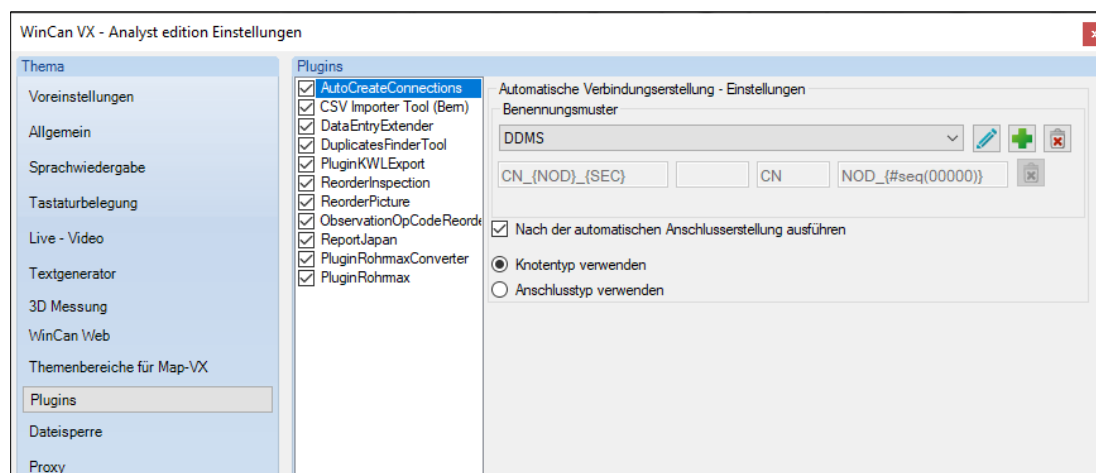 WinCan VX - Analyst edition Einstellungen
Thema
Voreinstellungen
Allgemein
Sprachwiedergabe
Tastaturbelegung
Live - Video
Textgenerator
3D Messung
WinCan Web
Themenbereiche für Map-VX
Plugins
Dateisperre
Proxy
Plugins
AutoCreateConnections
CSV Importer Tool (Bern)
DataEntryExtender
DuplicatesFinderTool
PluginKWLExport
ReorderInspection
ReorderPicture
ObservationOpCodeReorde
ReportJapan
PluginRohrmaxConverter
PluginRohrmax
Automatische Verbindungserstellung - Einstellungen
Benennungsmuster
DDMS
CN_{NOD}_{SEC} CN NOD_{#seq(00000)}
Nach der automatischen Anschlusserstellung ausführen
Knotentyp verwenden
Anschlusstyp verwenden